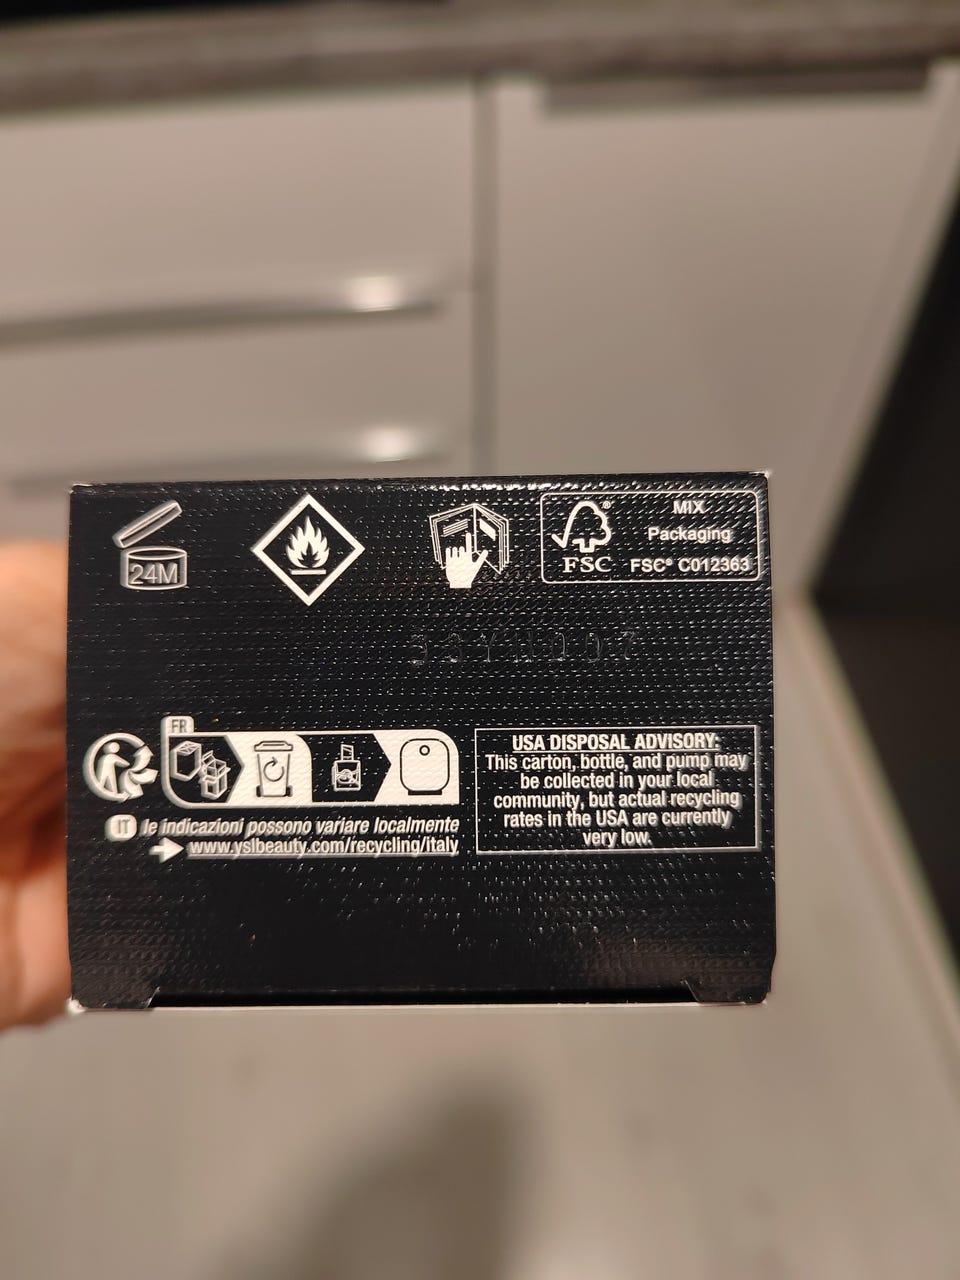 24M
FSC®
MIX
Packaging
FSC® C012363
FR
IT le indicazioni possono variare localmente
www.yslbeauty.com/recycling/italy
USA DISPOSAL ADVISORY:
This carton, bottle, and pump may
be collected in your local
community, but actual recycling
rates in the USA are currently
very low.